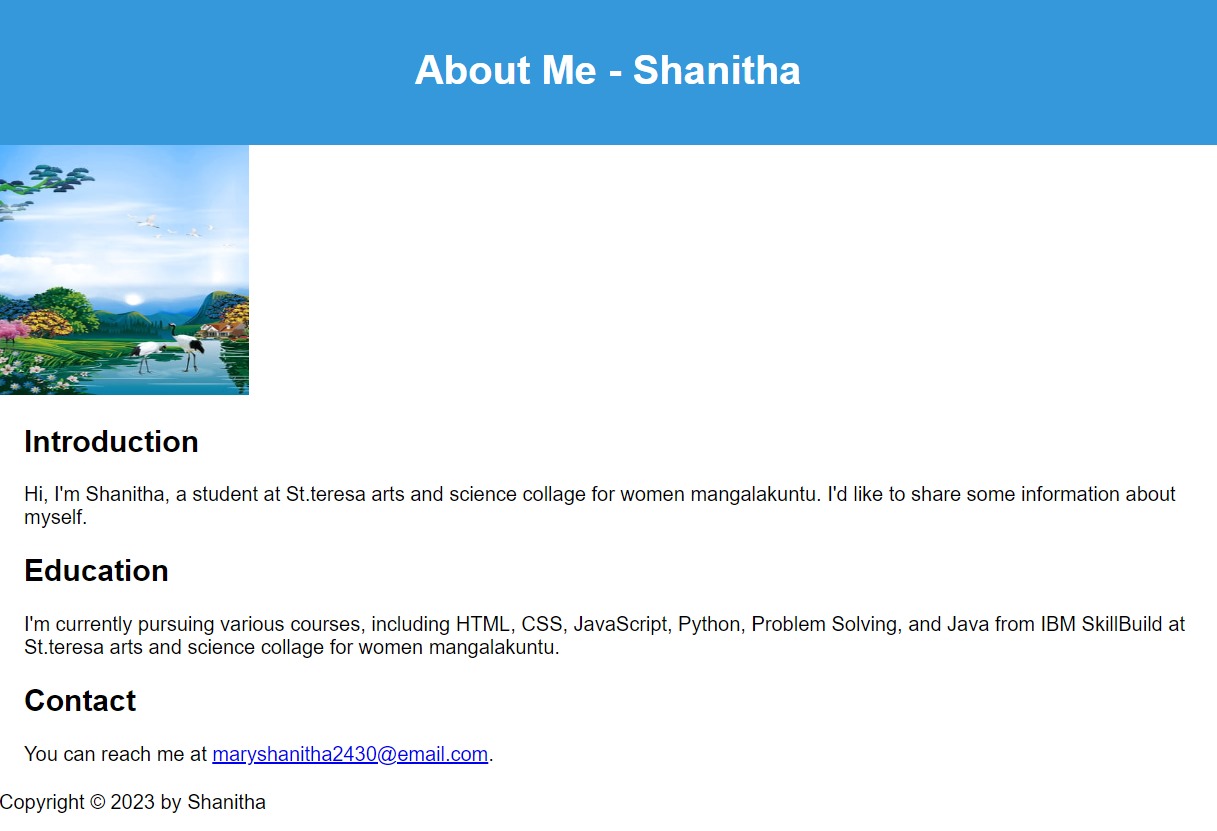 About Me - Shanitha
Introduction
Hi, I'm Shanitha, a student at St.teresa arts and science collage for women mangalakuntu. I'd like to share some information about
myself.
Education
I'm currently pursuing various courses, including HTML, CSS, JavaScript, Python, Problem Solving, and Java from IBM SkillBuild at
St.teresa arts and science collage for women mangalakuntu.
Contact
You can reach me at maryshanitha2430@email.com.
Copyright © 2023 by Shanitha